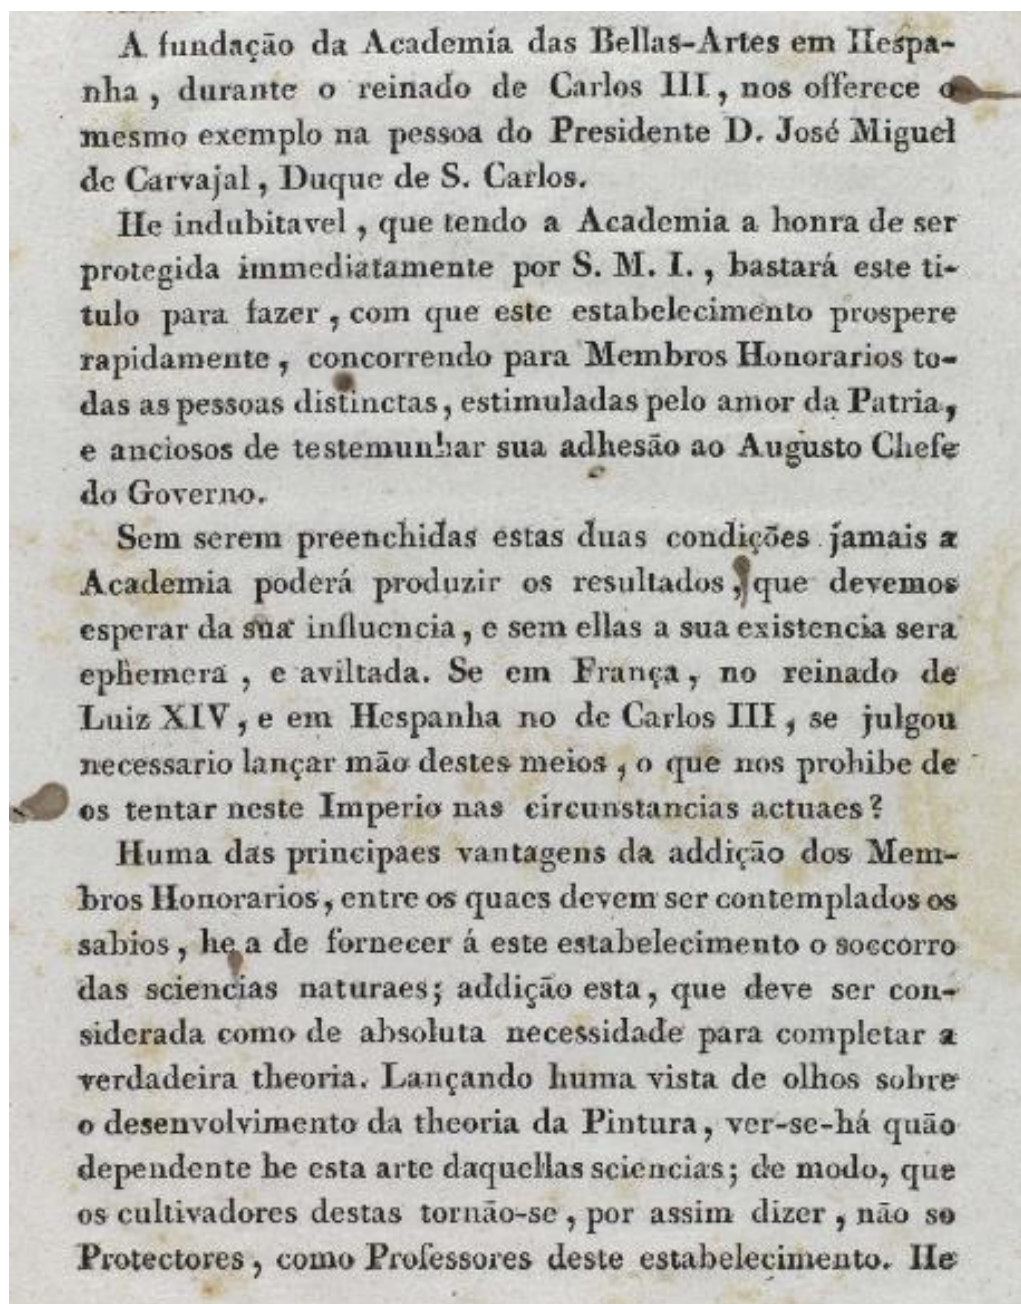 A fundação da Academia das Bellas-Artes em Hespa-
nha, durante o reinado de Carlos III, nos offerece o
mesmo exemplo na pessoa do Presidente D. José Miguel
de Carvajal, Duque de S. Carlos.
He indubitavel, que tendo a Academia a honra de ser
protegida immediatamente por S. M. I., bastará este ti-
tulo para fazer, com que este estabelecimento prospere
rapidamente, concorrendo para Membros Honorarios to-
das as pessoas distinctas, estimuladas pelo amor da Patria,
e anciosos de testemunhar sua adhesão ao Augusto Chefe
do Governo.
Sem serem preenchidas estas duas condições jamais a
Academia poderá produzir os resultados, que devemos
esperar da sua influencia, e sem ellas a sua existencia sera
ephemera, e aviltada. Se em França, no reinado de
Luiz XIV, e em Hespanha no de Carlos III, se julgou
necessario lançar mão destes meios, o que nos prohibe de
os tentar neste Imperio nas circunstancias actuaes?
Huma das principaes vantagens da addição dos Mem-
bros Honorarios, entre os quaes devem ser contemplados os
sabios, he a de fornecer á este estabelecimento o soccorro
das sciencias naturaes; addição esta, que deve ser con-
siderada como de absoluta necessidade para completar a
verdadeira theoria. Lançando huma vista de olhos sobre
o desenvolvimento da theoria da Pintura, ver-se-há quão
dependente he esta arte daquellas sciencias; de modo, que
os cultivadores destas tornão-se, por assim dizer, não so
Protectores, como Professores deste estabelecimento. He